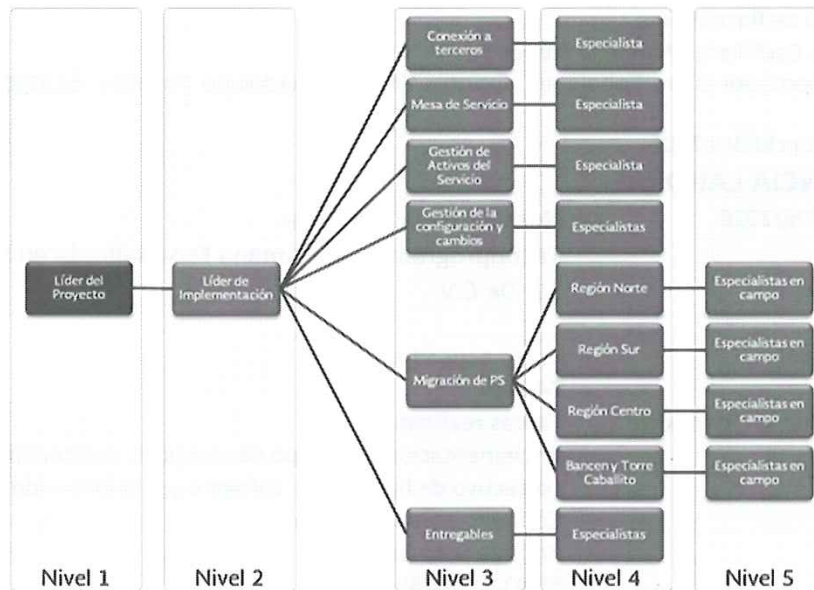 Conexión a
terceros
Especialista
Mesa de Servicio
Especialista
Gestión de
Activos del
Servicio
Especialista
Gestión de la
configuración y
cambios
Especialistas
Líder del
Proyecto
Líder de
Implementación
Región Norte
Especialistas en
campo
Región Sur
Especialistas en
campo
Migración de PS
Región Centro
Especialistas en
campo
Bancen y Torre
Caballito
Especialistas en
campo
Entregables
Especialistas
Nivel 1
Nivel 2
Nivel 3
Nivel 4
Nivel 5